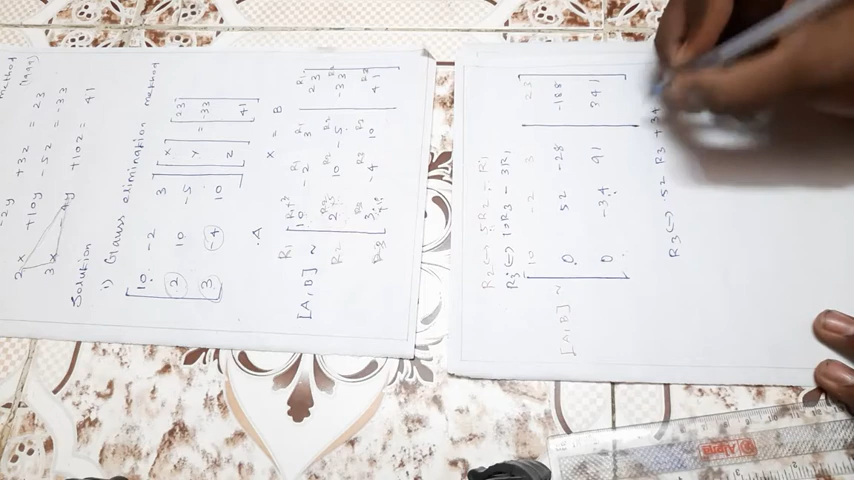 method
-2y + 3z = 23
2x + 10y - 5z = -33
3x - 4y + 10z = 41
Solution
i) Gauss elimination method
10 -2 3 x 23
2 10 -5 y = -33
3 -4 10 z 41
A X = B
R1 10 -2 3 23
[A,B] ~ R2 2 10 -5 -33
R3 3 -4 10 41
R2 <-> 5R2 - R1
R3 <-> 10R3 - 3R1
10 -2 3 23
[A,B] ~ 0 52 -28 -188
0 -34 91 341
R3 <-> 52 R3 + 34
Alpha